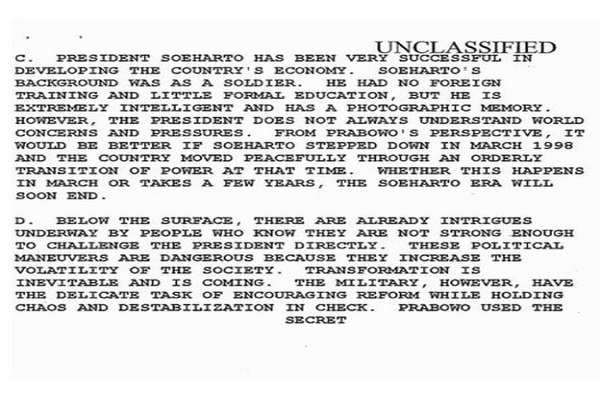 UNCLASSIFIED
C. PRESIDENT SOEHARTO HAS BEEN VERY SUCCESSFUL IN
DEVELOPING THE COUNTRY'S ECONOMY. SOEHARTO'S
BACKGROUND WAS AS A SOLDIER. HE HAD NO FOREIGN
TRAINING AND LITTLE FORMAL EDUCATION, BUT HE IS
EXTREMELY INTELLIGENT AND HAS A PHOTOGRAPHIC MEMORY.
HOWEVER, THE PRESIDENT DOES NOT ALWAYS UNDERSTAND WORLD
CONCERNS AND PRESSURES. FROM PRABOWO'S PERSPECTIVE, IT
WOULD BE BETTER IF SOEHARTO STEPPED DOWN IN MARCH 1998
AND THE COUNTRY MOVED PEACEFULLY THROUGH AN ORDERLY
TRANSITION OF POWER AT THAT TIME. WHETHER THIS HAPPENS
IN MARCH OR TAKES A FEW YEARS, THE SOEHARTO ERA WILL
SOON END.
D. BELOW THE SURFACE, THERE ARE ALREADY INTRIGUES
UNDERWAY BY PEOPLE WHO KNOW THEY ARE NOT STRONG ENOUGH
TO CHALLENGE THE PRESIDENT DIRECTLY. THESE POLITICAL
MANEUVERS ARE DANGEROUS BECAUSE THEY INCREASE THE
VOLATILITY OF THE SOCIETY. TRANSFORMATION IS
INEVITABLE AND IS COMING. THE MILITARY, HOWEVER, HAVE
THE DELICATE TASK OF ENCOURAGING REFORM WHILE HOLDING
CHAOS AND DESTABILIZATION IN CHECK. PRABOWO USED THE
SECRET